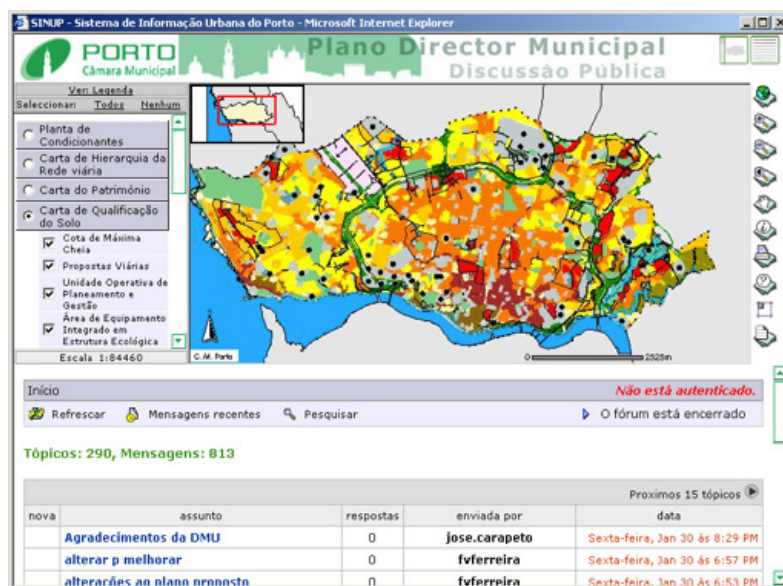 SINUP - Sistema de Informação Urbana do Porto - Microsoft Internet Explorer
PORTO
Câmara Municipal
Plano Director Municipal
Discussão Pública
Ver: Legenda
Seleccionar: Todos Nenhum
Planta de
Condicionantes
Carta de Hierarquia da
Rede viária
Carta do Património
Carta de Qualificação
do Solo
Cota de Máxima
Cheia
Propostas Viárias
Unidade Operativa de
Planeamento e
Gestão
Área de Equipamento
Integrado em
Estrutura Ecológica
Escala 1:84460
C. M. Porto
0 2525m
Início
Não está autenticado.
Refrescar Mensagens recentes Pesquisar O fórum está encerrado
Tópicos: 290, Mensagens: 813
Proximos 15 tópicos
nova assunto respostas enviada por data
Agradecimentos da DMU 0 jose.carapeto Sexta-feira, Jan 30 ás 8:29 PM
alterar p melhorar 0 fvferreira Sexta-feira, Jan 30 ás 6:57 PM
alterações ao plano proposto 0 fvferreira Sexta-feira, Jan 30 ás 6:53 PM